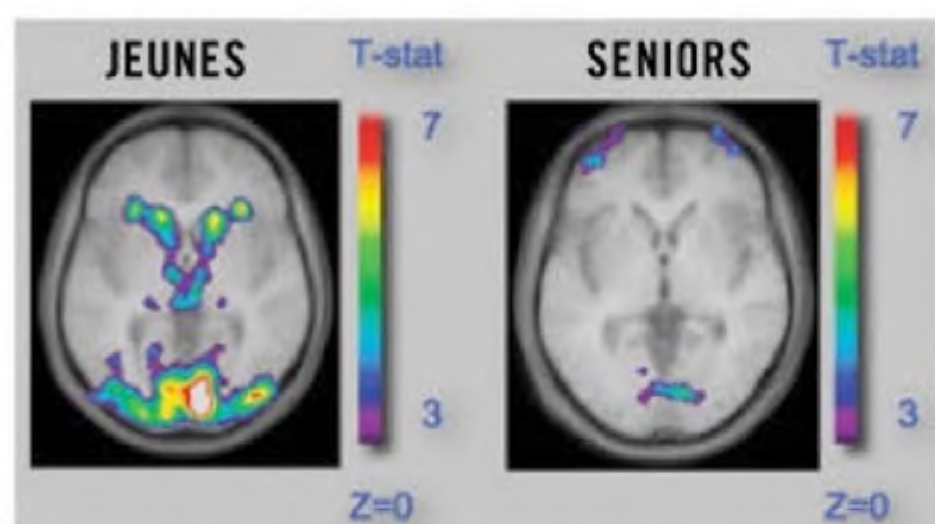 JEUNES
T-stat
7
3
Z=0
SENIORS
T-stat
7
3
Z=0